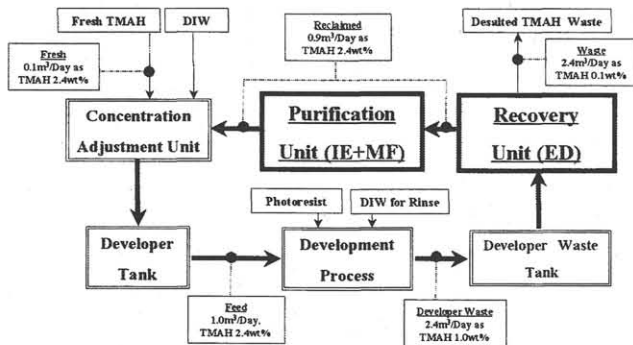 Fresh TMAH
DIW
Reclaimed
0.9m³/Day as
TMAH 2.4wt%
Desulted TMAH Waste
Fresh
0.1m³/Day as
TMAH 2.4wt%
Waste
2.4m³/Day as
TMAH 0.1wt%
Concentration
Adjustment Unit
Purification
Unit (IE+MF)
Recovery
Unit (ED)
Photoresist
DIW for Rinse
Developer
Tank
Development
Process
Developer Waste
Tank
Feed
1.0m³/Day,
TMAH 2.4wt%
Developer Waste
2.4m³/Day as
TMAH 1.0wt%